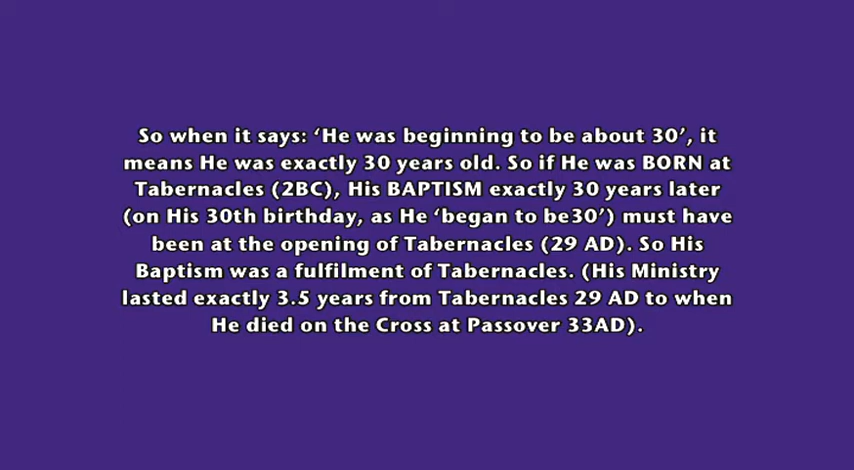 So when it says: ‘He was beginning to be about 30’, it
means He was exactly 30 years old. So if He was BORN at
Tabernacles (2BC), His BAPTISM exactly 30 years later
(on His 30th birthday, as He ‘began to be30’) must have
been at the opening of Tabernacles (29 AD). So His
Baptism was a fulfilment of Tabernacles. (His Ministry
lasted exactly 3.5 years from Tabernacles 29 AD to when
He died on the Cross at Passover 33AD).